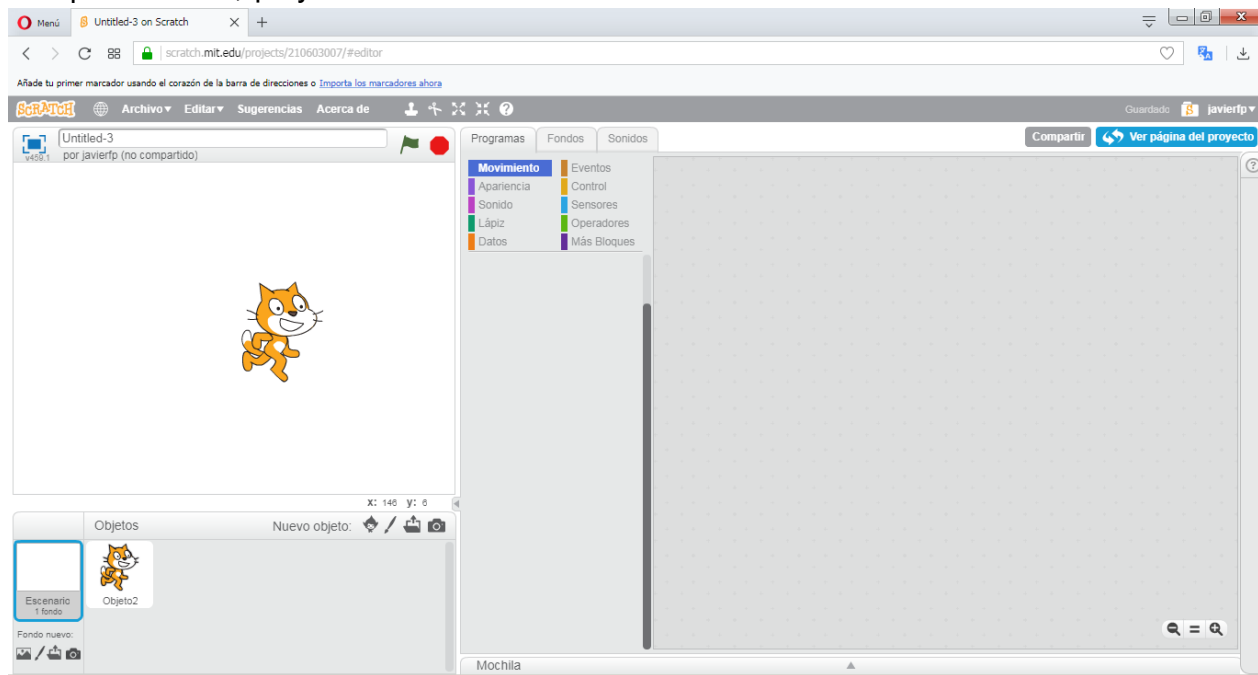 Menú
Untitled-3 on Scratch
scratch.mit.edu/projects/210603007/#editor
Añade tu primer marcador usando el corazón de la barra de direcciones o Importa los marcadores ahora
SCRATCH Archivo Editar Sugerencias Acerca de Guardado javierfp
Untitled-3
v459.1 por javierfp (no compartido)
Programas Fondos Sonidos
Compartir Ver página del proyecto
Movimiento Eventos
Apariencia Control
Sonido Sensores
Lápiz Operadores
Datos Más Bloques
x: 146 y: 6
Objetos Nuevo objeto:
Escenario
1 fondo
Objeto2
Fondo nuevo:
Mochila